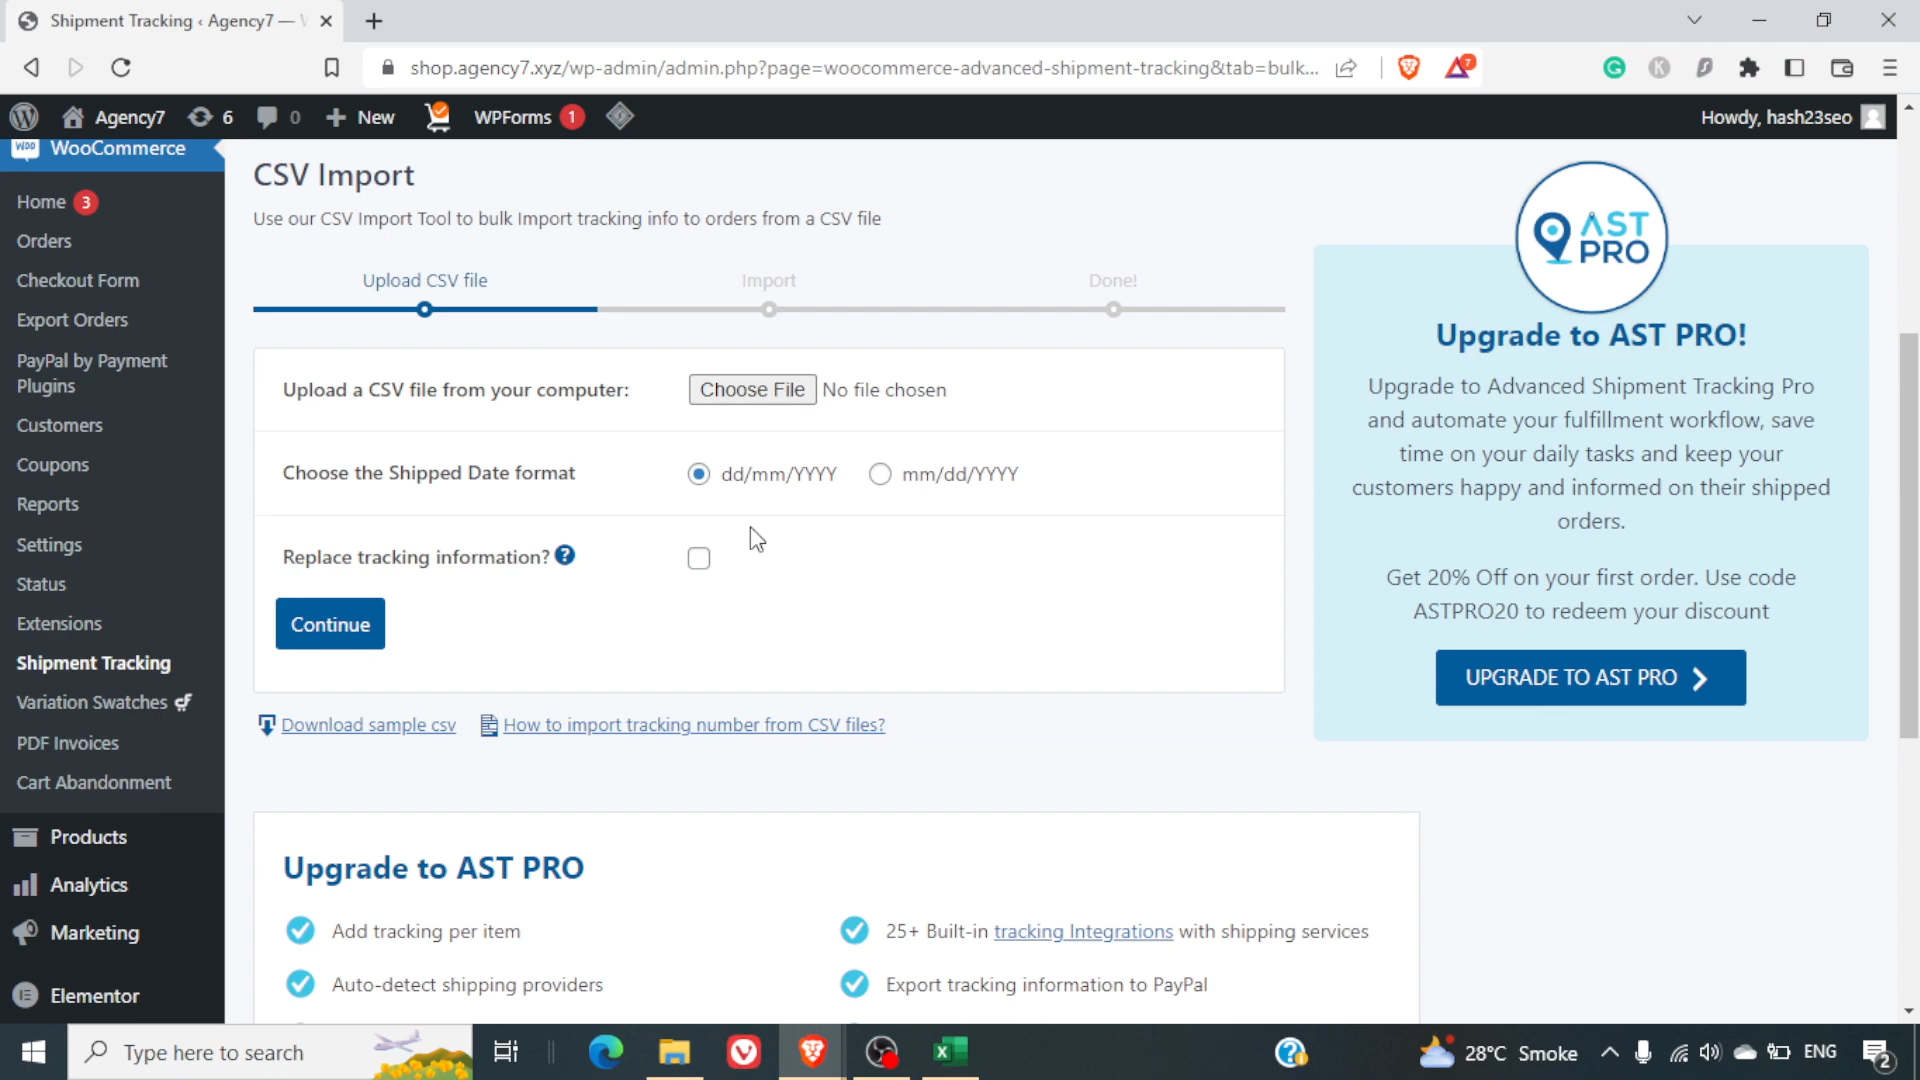 Shipment Tracking ‹ Agency7 —
shop.agency7.xyz/wp-admin/admin.php?page=woocommerce-advanced-shipment-tracking&tab=bulk...
7
Agency7
6
0
New
WPForms 1
Howdy, hash23seo
WOO WooCommerce
Home 3
Orders
Checkout Form
Export Orders
PayPal by Payment
Plugins
Customers
Coupons
Reports
Settings
Status
Extensions
Shipment Tracking
Variation Swatches
PDF Invoices
Cart Abandonment
Products
Analytics
Marketing
Elementor
CSV Import
Use our CSV Import Tool to bulk Import tracking info to orders from a CSV file
Upload CSV file
Import
Done!
Upload a CSV file from your computer:
Choose File No file chosen
Choose the Shipped Date format
dd/mm/YYYY
mm/dd/YYYY
Replace tracking information? ?
Continue
Download sample csv
How to import tracking number from CSV files?
AST
PRO
Upgrade to AST PRO!
Upgrade to Advanced Shipment Tracking Pro
and automate your fulfillment workflow, save
time on your daily tasks and keep your
customers happy and informed on their shipped
orders.
Get 20% Off on your first order. Use code
ASTPRO20 to redeem your discount
UPGRADE TO AST PRO
Upgrade to AST PRO
Add tracking per item
25+ Built-in tracking Integrations with shipping services
Auto-detect shipping providers
Export tracking information to PayPal
Type here to search
28°C Smoke
ENG
2